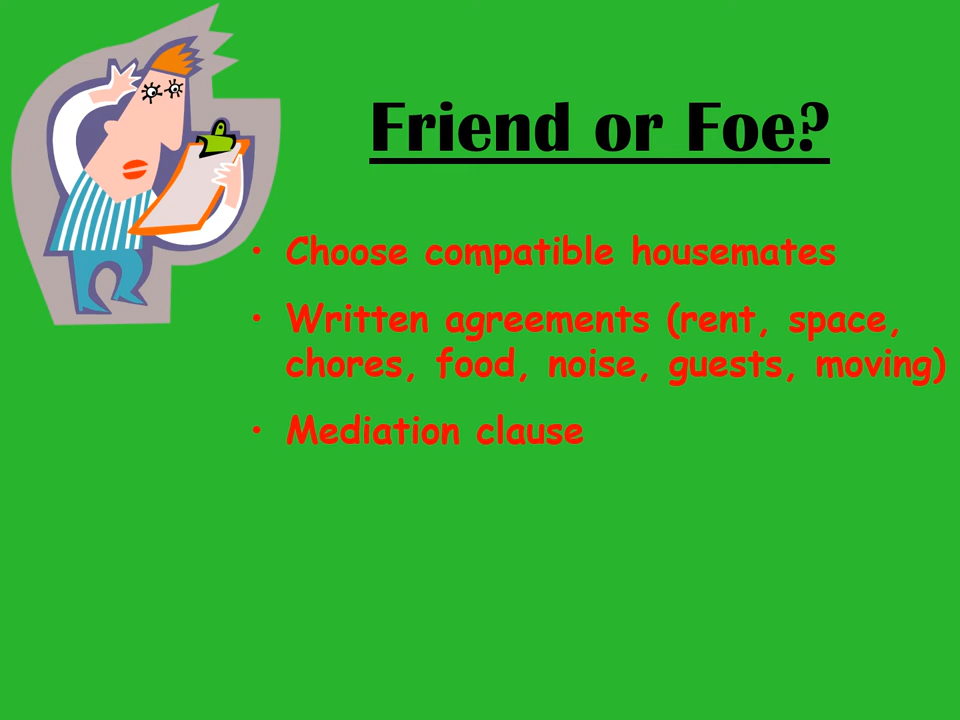 Friend or Foe?
• Choose compatible housemates
• Written agreements (rent, space,
chores, food, noise, guests, moving)
• Mediation clause